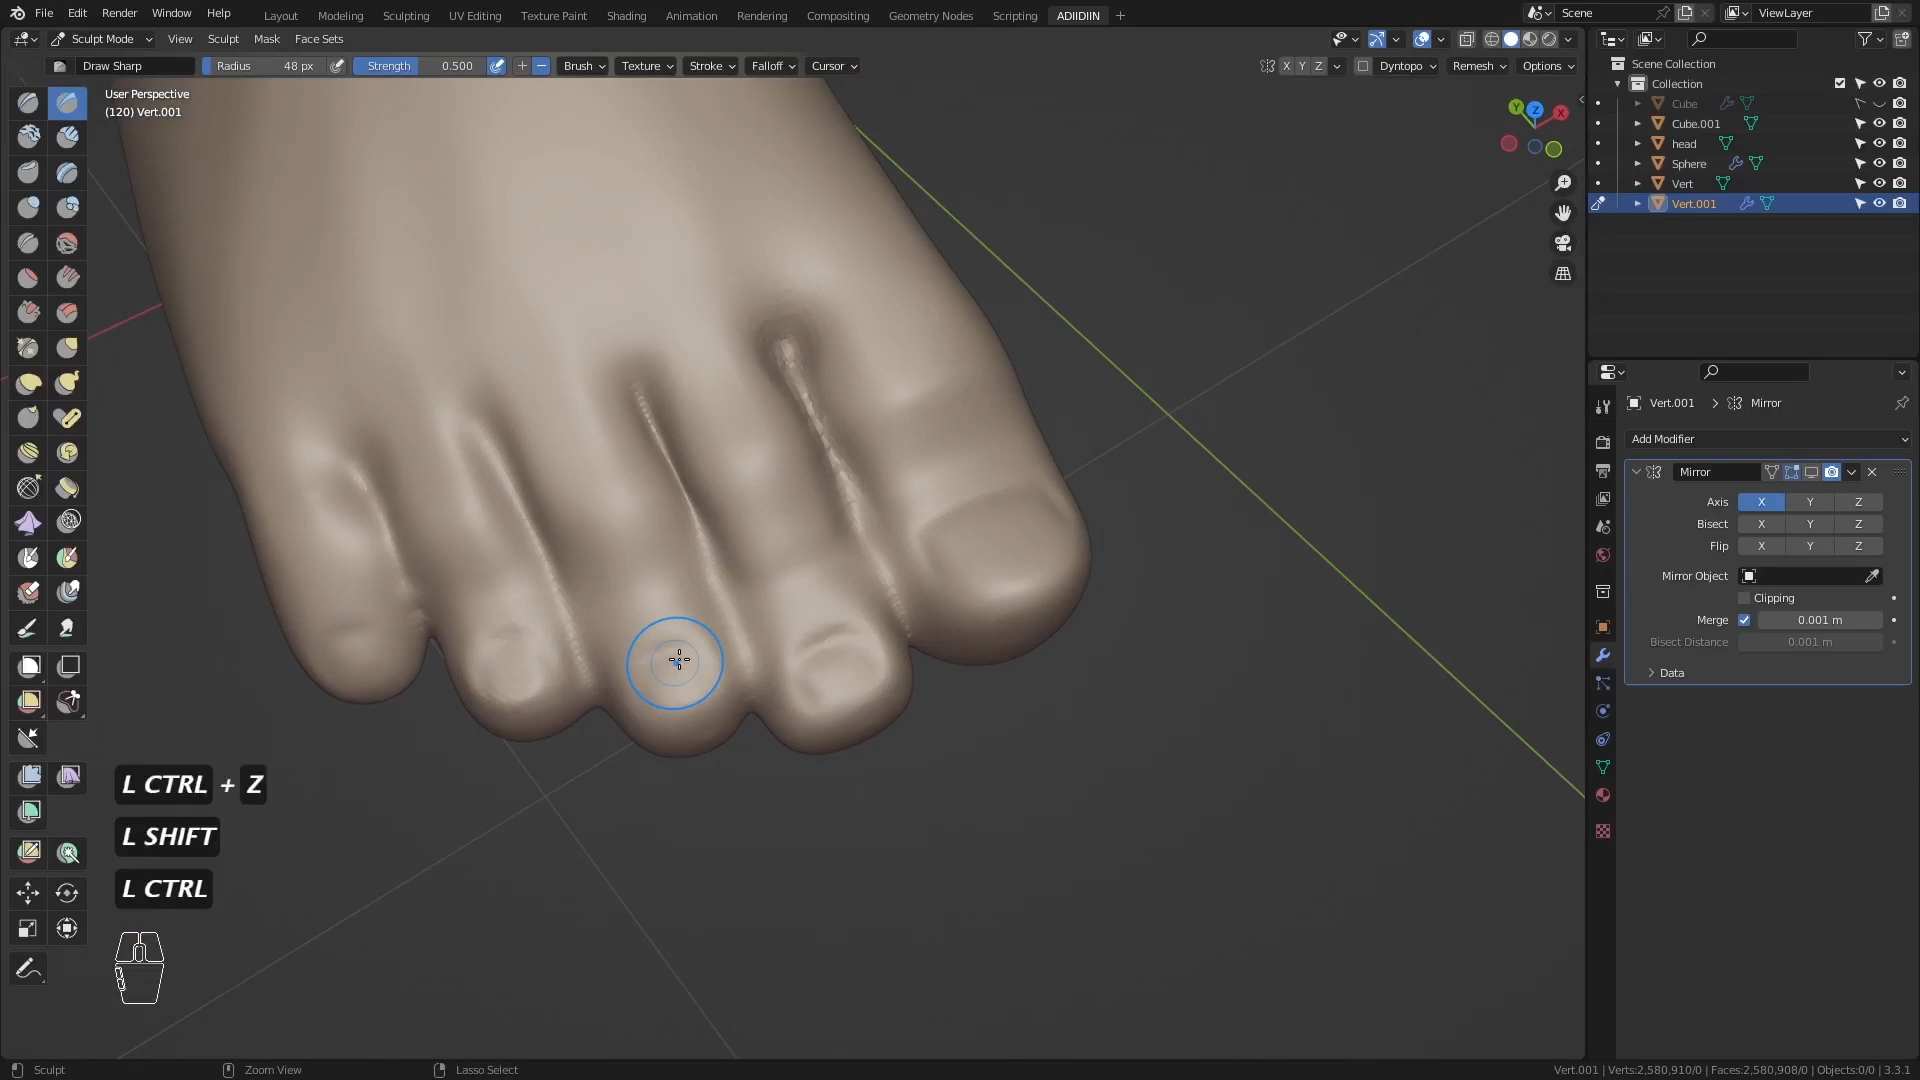 File Edit Render Window Help Layout Modeling Sculpting UV Editing Texture Paint Shading Animation Rendering Compositing Geometry Nodes Scripting ADIIDIIN Scene ViewLayer
Sculpt Mode View Sculpt Mask Face Sets
Draw Sharp Radius 48 px Strength 0.500 Brush Texture Stroke Falloff Cursor X Y Z Dyntopo Remesh Options
User Perspective
(120) Vert.001
Y Z X
Scene Collection
Collection
Cube
Cube.001
head
Sphere
Vert
Vert.001
Vert.001 > Mirror
Add Modifier
Mirror
Axis X Y Z
Bisect X Y Z
Flip X Y Z
Mirror Object
Clipping
Merge 0.001 m
Bisect Distance 0.001 m
Data
L CTRL + Z
L SHIFT
L CTRL
Sculpt Zoom View Lasso Select Vert.001 | Verts:2,580,910/0 | Faces:2,580,908/0 | Objects:0/0 | 3.3.1